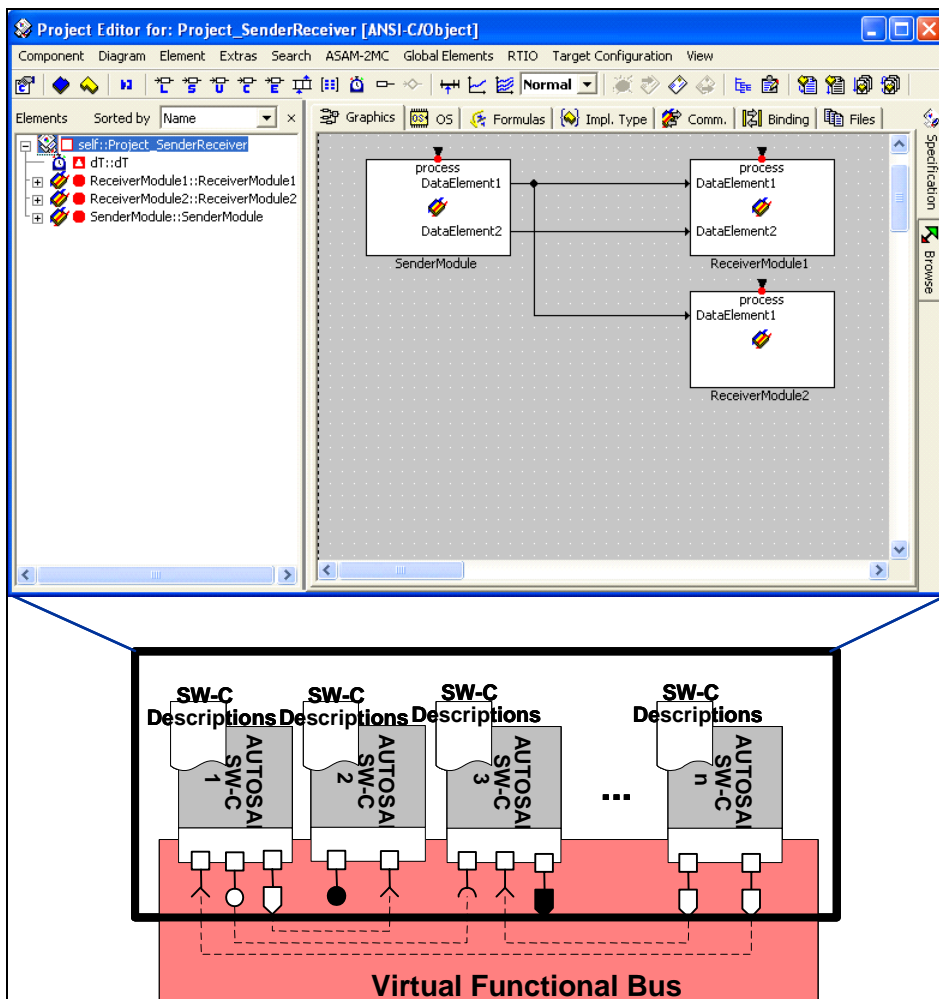 Project Editor for: Project_SenderReceiver [ANSI-C/Object]
Component Diagram Element Extras Search ASAM-2MC Global Elements RTIO Target Configuration View
Normal
Elements Sorted by Name
Graphics OS Formulas Impl. Type Comm. Binding Files
self::Project_SenderReceiver
dT::dT
ReceiverModule1::ReceiverModule1
ReceiverModule2::ReceiverModule2
SenderModule::SenderModule
process
DataElement1
DataElement2
SenderModule
process
DataElement1
DataElement2
ReceiverModule1
process
DataElement1
ReceiverModule2
Specification
Browse
SW-C
Descriptions
SW-C
Descriptions
SW-C
Descriptions
SW-C
Descriptions
AUTOSAR
SW-C
1
AUTOSAR
SW-C
2
AUTOSAR
SW-C
3
...
AUTOSAR
SW-C
n
Virtual Functional Bus